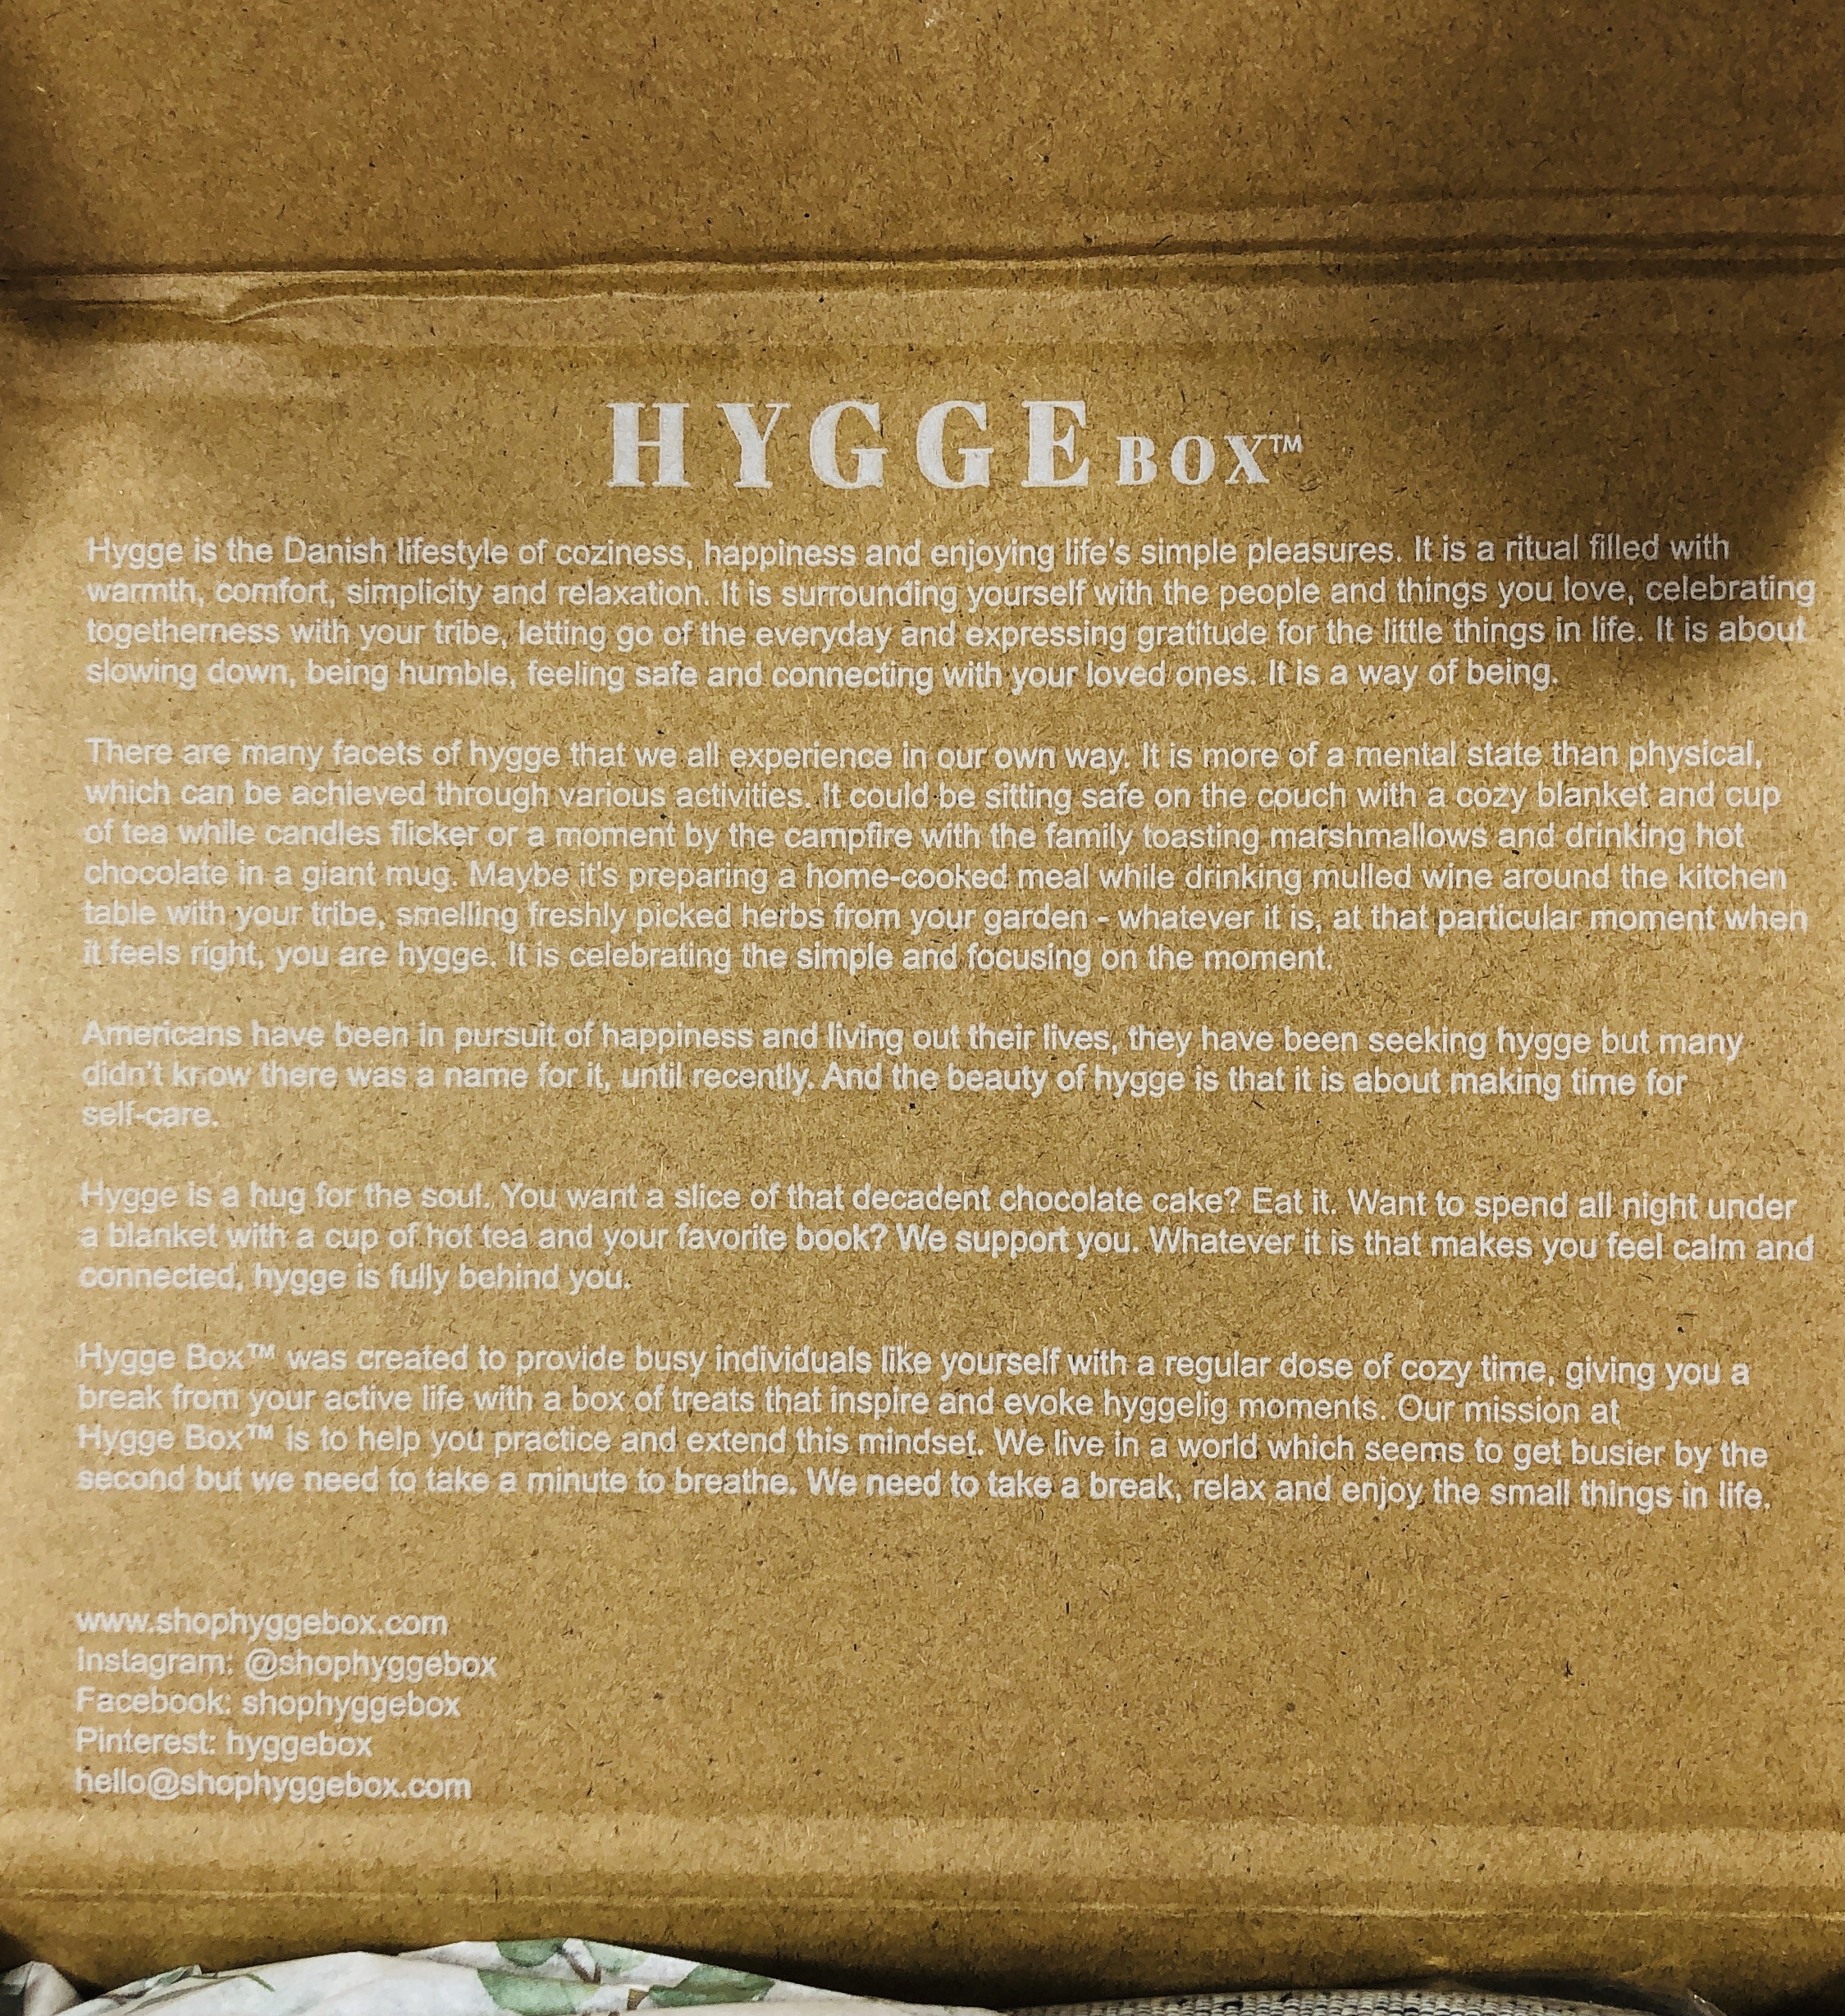 HYGGE BOX™
Hygge is the Danish lifestyle of coziness, happiness and enjoying life's simple pleasures. It is a ritual filled with
warmth, comfort, simplicity and relaxation. It is surrounding yourself with the people and things you love, celebrating
togetherness with your tribe, letting go of the everyday and expressing gratitude for the little things in life. It is about
slowing down, being humble, feeling safe and connecting with your loved ones. It is a way of being.
There are many facets of hygge that we all experience in our own way. It is more of a mental state than physical,
which can be achieved through various activities. It could be sitting safe on the couch with a cozy blanket and cup
of tea while candles flicker or a moment by the campfire with the family toasting marshmallows and drinking hot
chocolate in a giant mug. Maybe it's preparing a home-cooked meal while drinking mulled wine around the kitchen
table with your tribe, smelling freshly picked herbs from your garden - whatever it is, at that particular moment when
it feels right, you are hygge. It is celebrating the simple and focusing on the moment.
Americans have been in pursuit of happiness and living out their lives, they have been seeking hygge but many
didn't know there was a name for it, until recently. And the beauty of hygge is that it is about making time for
self-care.
Hygge is a hug for the soul. You want a slice of that decadent chocolate cake? Eat it. Want to spend all night under
a blanket with a cup of hot tea and your favorite book? We support you. Whatever it is that makes you feel calm and
connected, hygge is fully behind you.
Hygge Box™ was created to provide busy individuals like yourself with a regular dose of cozy time, giving you a
break from your active life with a box of treats that inspire and evoke hyggelig moments. Our mission at
Hygge Box™ is to help you practice and extend this mindset. We live in a world which seems to get busier by the
second but we need to take a minute to breathe. We need to take a break, relax and enjoy the small things in life.
www.shophyggebox.com
Instagram: @shophyggebox
Facebook: shophyggebox
Pinterest: hyggebox
hello@shophyggebox.com